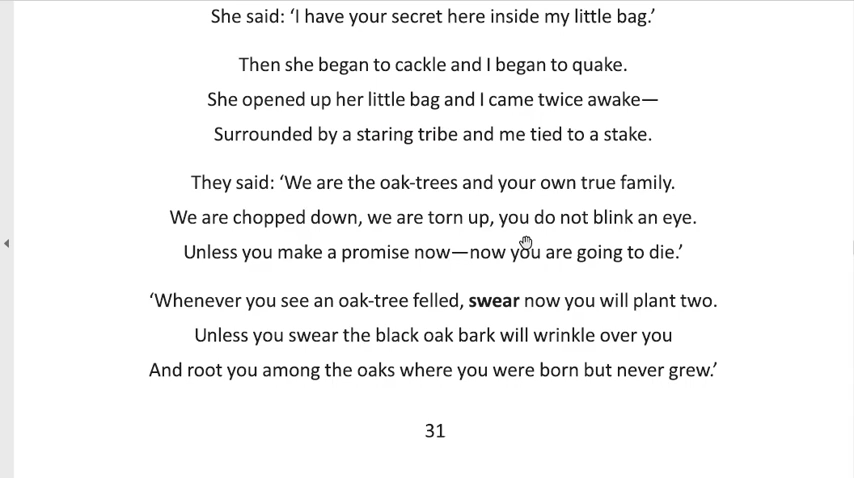 She said: ‘I have your secret here inside my little bag.’
Then she began to cackle and I began to quake.
She opened up her little bag and I came twice awake—
Surrounded by a staring tribe and me tied to a stake.
They said: ‘We are the oak-trees and your own true family.
We are chopped down, we are torn up, you do not blink an eye.
Unless you make a promise now—now you are going to die.’
‘Whenever you see an oak-tree felled, swear now you will plant two.
Unless you swear the black oak bark will wrinkle over you
And root you among the oaks where you were born but never grew.’
31